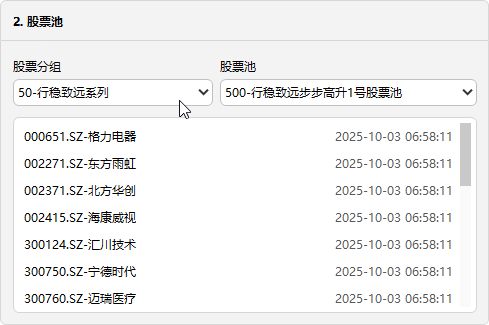 2. 股票池
股票分组 股票池
50-行稳致远系列 500-行稳致远步步高升1号股票池
000651.SZ-格力电器 2025-10-03 06:58:11
002271.SZ-东方雨虹 2025-10-03 06:58:11
002371.SZ-北方华创 2025-10-03 06:58:11
002415.SZ-海康威视 2025-10-03 06:58:11
300124.SZ-汇川技术 2025-10-03 06:58:11
300750.SZ-宁德时代 2025-10-03 06:58:11
300760.SZ-迈瑞医疗 2025-10-03 06:58:11